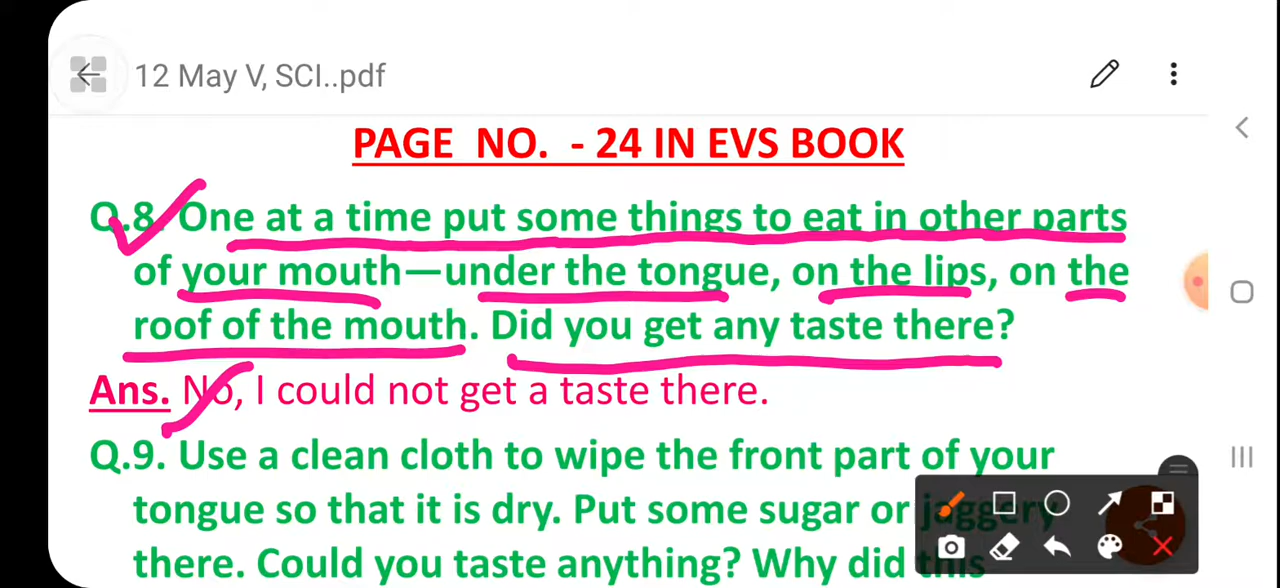 12 May V, SCI..pdf
PAGE NO. - 24 IN EVS BOOK
Q.8. One at a time put some things to eat in other parts
of your mouth—under the tongue, on the lips, on the
roof of the mouth. Did you get any taste there?
Ans. No, I could not get a taste there.
Q.9. Use a clean cloth to wipe the front part of your
tongue so that it is dry. Put some sugar or jaggery
there. Could you taste anything? Why did this